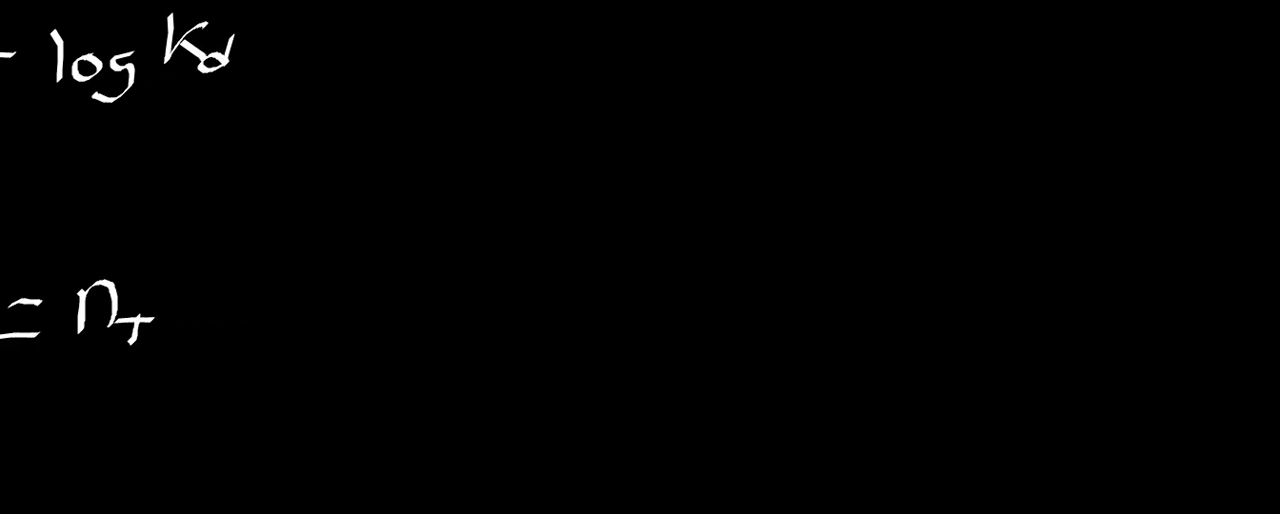 - log Kd
= nT